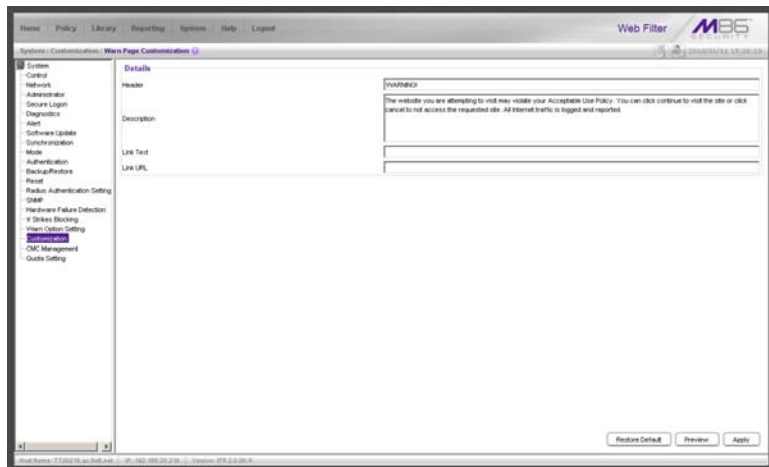 Home Policy Library Reporting System Help Logout
Web Filter
M86
SECURITY
System / Customization / Warn Page Customization
System
Control
Network
Administrator
Secure Logon
Diagnostics
Alert
Software Update
Synchronization
Mode
Authentication
Backup/Restore
Reset
Radius Authentication Setting
SNMP
Hardware Failure Detection
X Strikes Blocking
Warn Option Setting
Customization
CMC Management
Quota Setting
Details
Header
WARNING!
Description
The website you are attempting to visit may violate your Acceptable Use Policy. You can click continue to visit the site or click
cancel to not access the requested site. All Internet traffic is logged and reported.
Link Text
Link URL
Restore Default Preview Apply
Host Name: